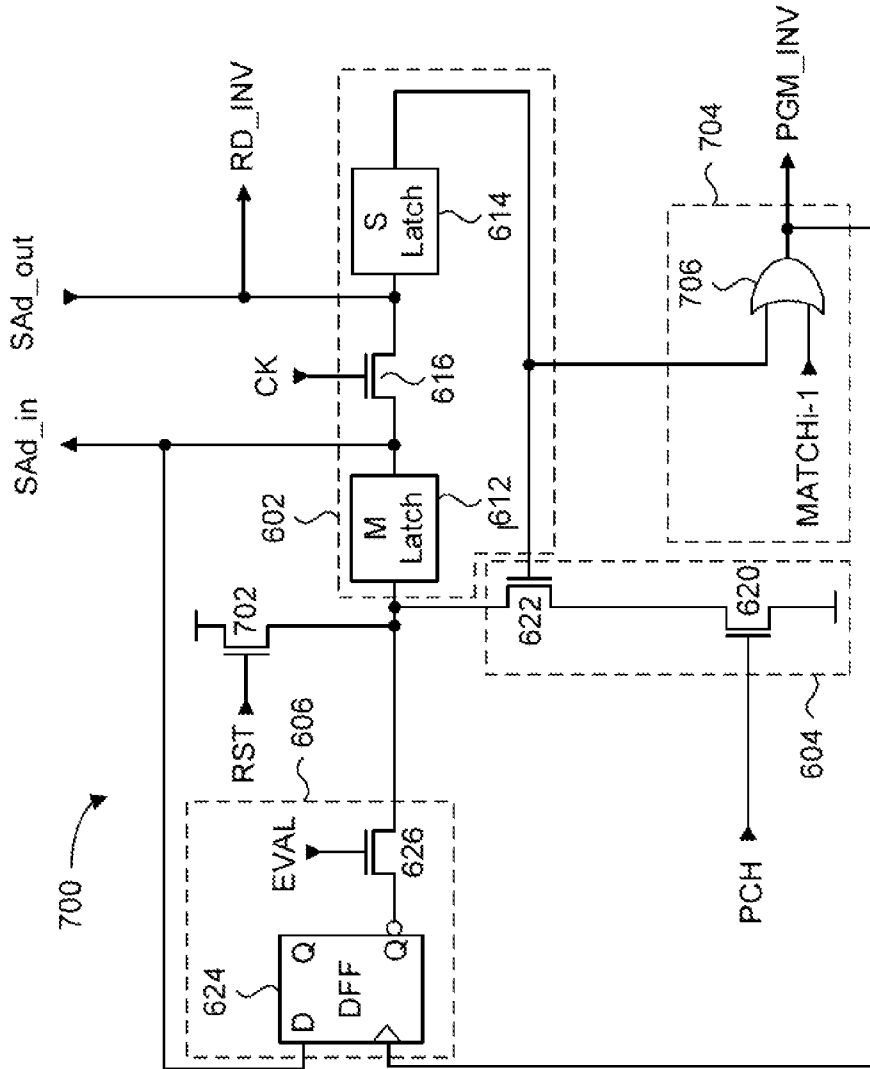 SAd_in
SAd_out
RD_INV
700
RST
702
602
CK
616
M
Latch
612
S
Latch
614
606
EVAL
626
624
D
Q
DFF
Q
622
620
604
PCH
704
706
MATCHi-1
PGM_INV